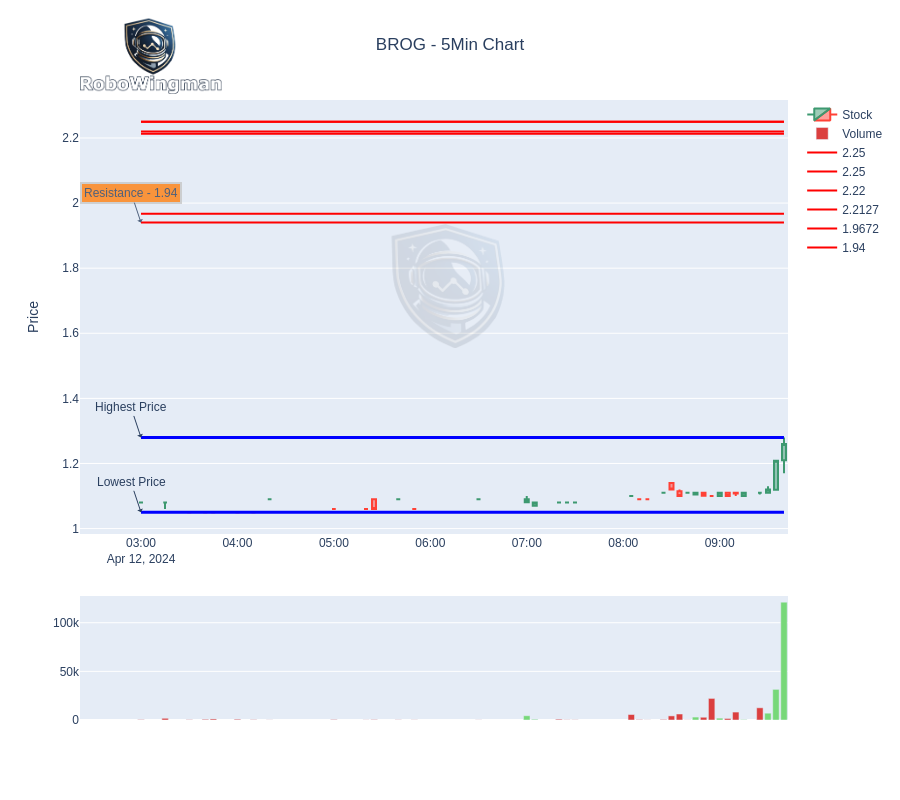 BROG - 5Min Chart
RoboWingman
Price
2.2
2
1.8
1.6
1.4
1.2
1
Resistance - 1.94
Highest Price
Lowest Price
03:00
04:00
05:00
06:00
07:00
08:00
09:00
Apr 12, 2024
Stock
Volume
2.25
2.25
2.22
2.2127
1.9672
1.94
100k
50k
0